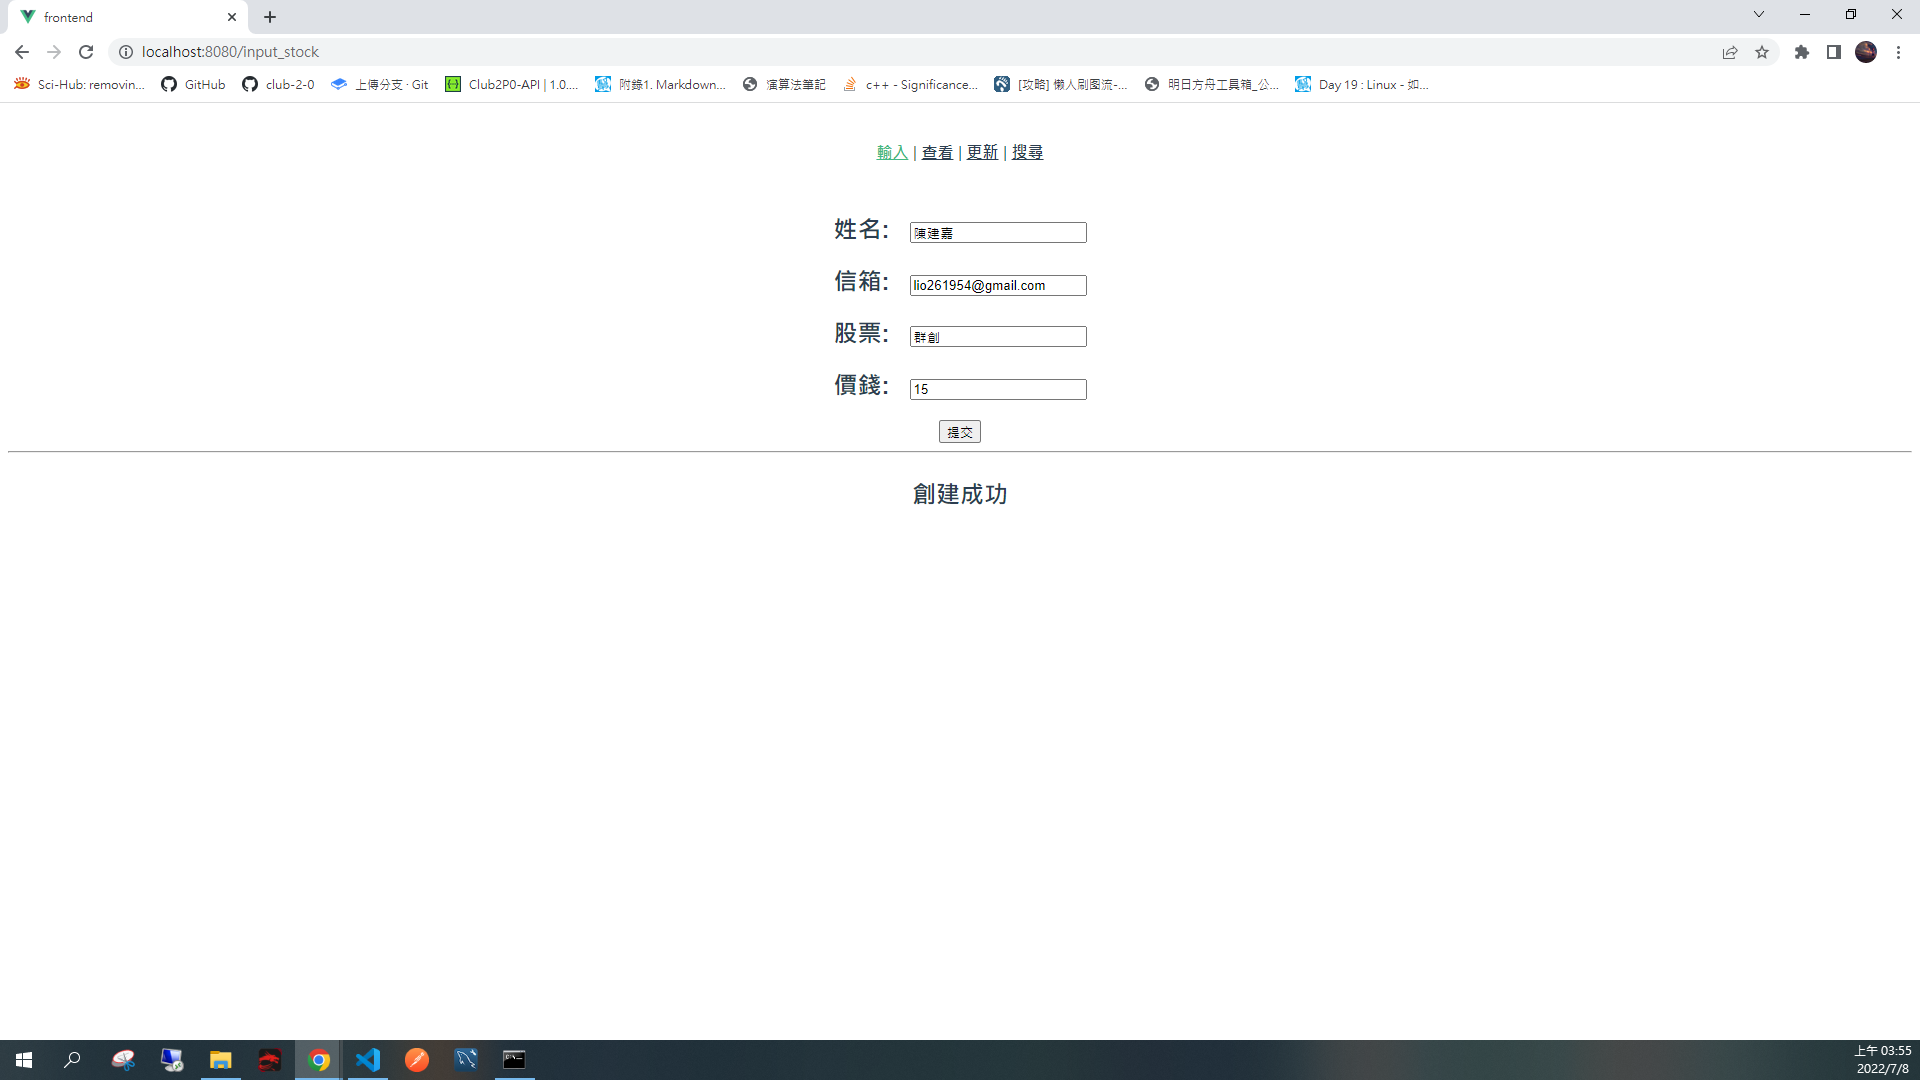 frontend
localhost:8080/input_stock
Sci-Hub: removin... GitHub club-2-0 上傳分支 · Git Club2P0-API | 1.0.... 附錄1. Markdown... 演算法筆記 c++ - Significance... [攻略] 懒人刷图流-... 明日方舟工具箱_公... Day 19 : Linux - 如...
輸入 | 查看 | 更新 | 搜尋
姓名: 陳建嘉
信箱: lio261954@gmail.com
股票: 群創
價錢: 15
提交
創建成功
上午 03:55
2022/7/8